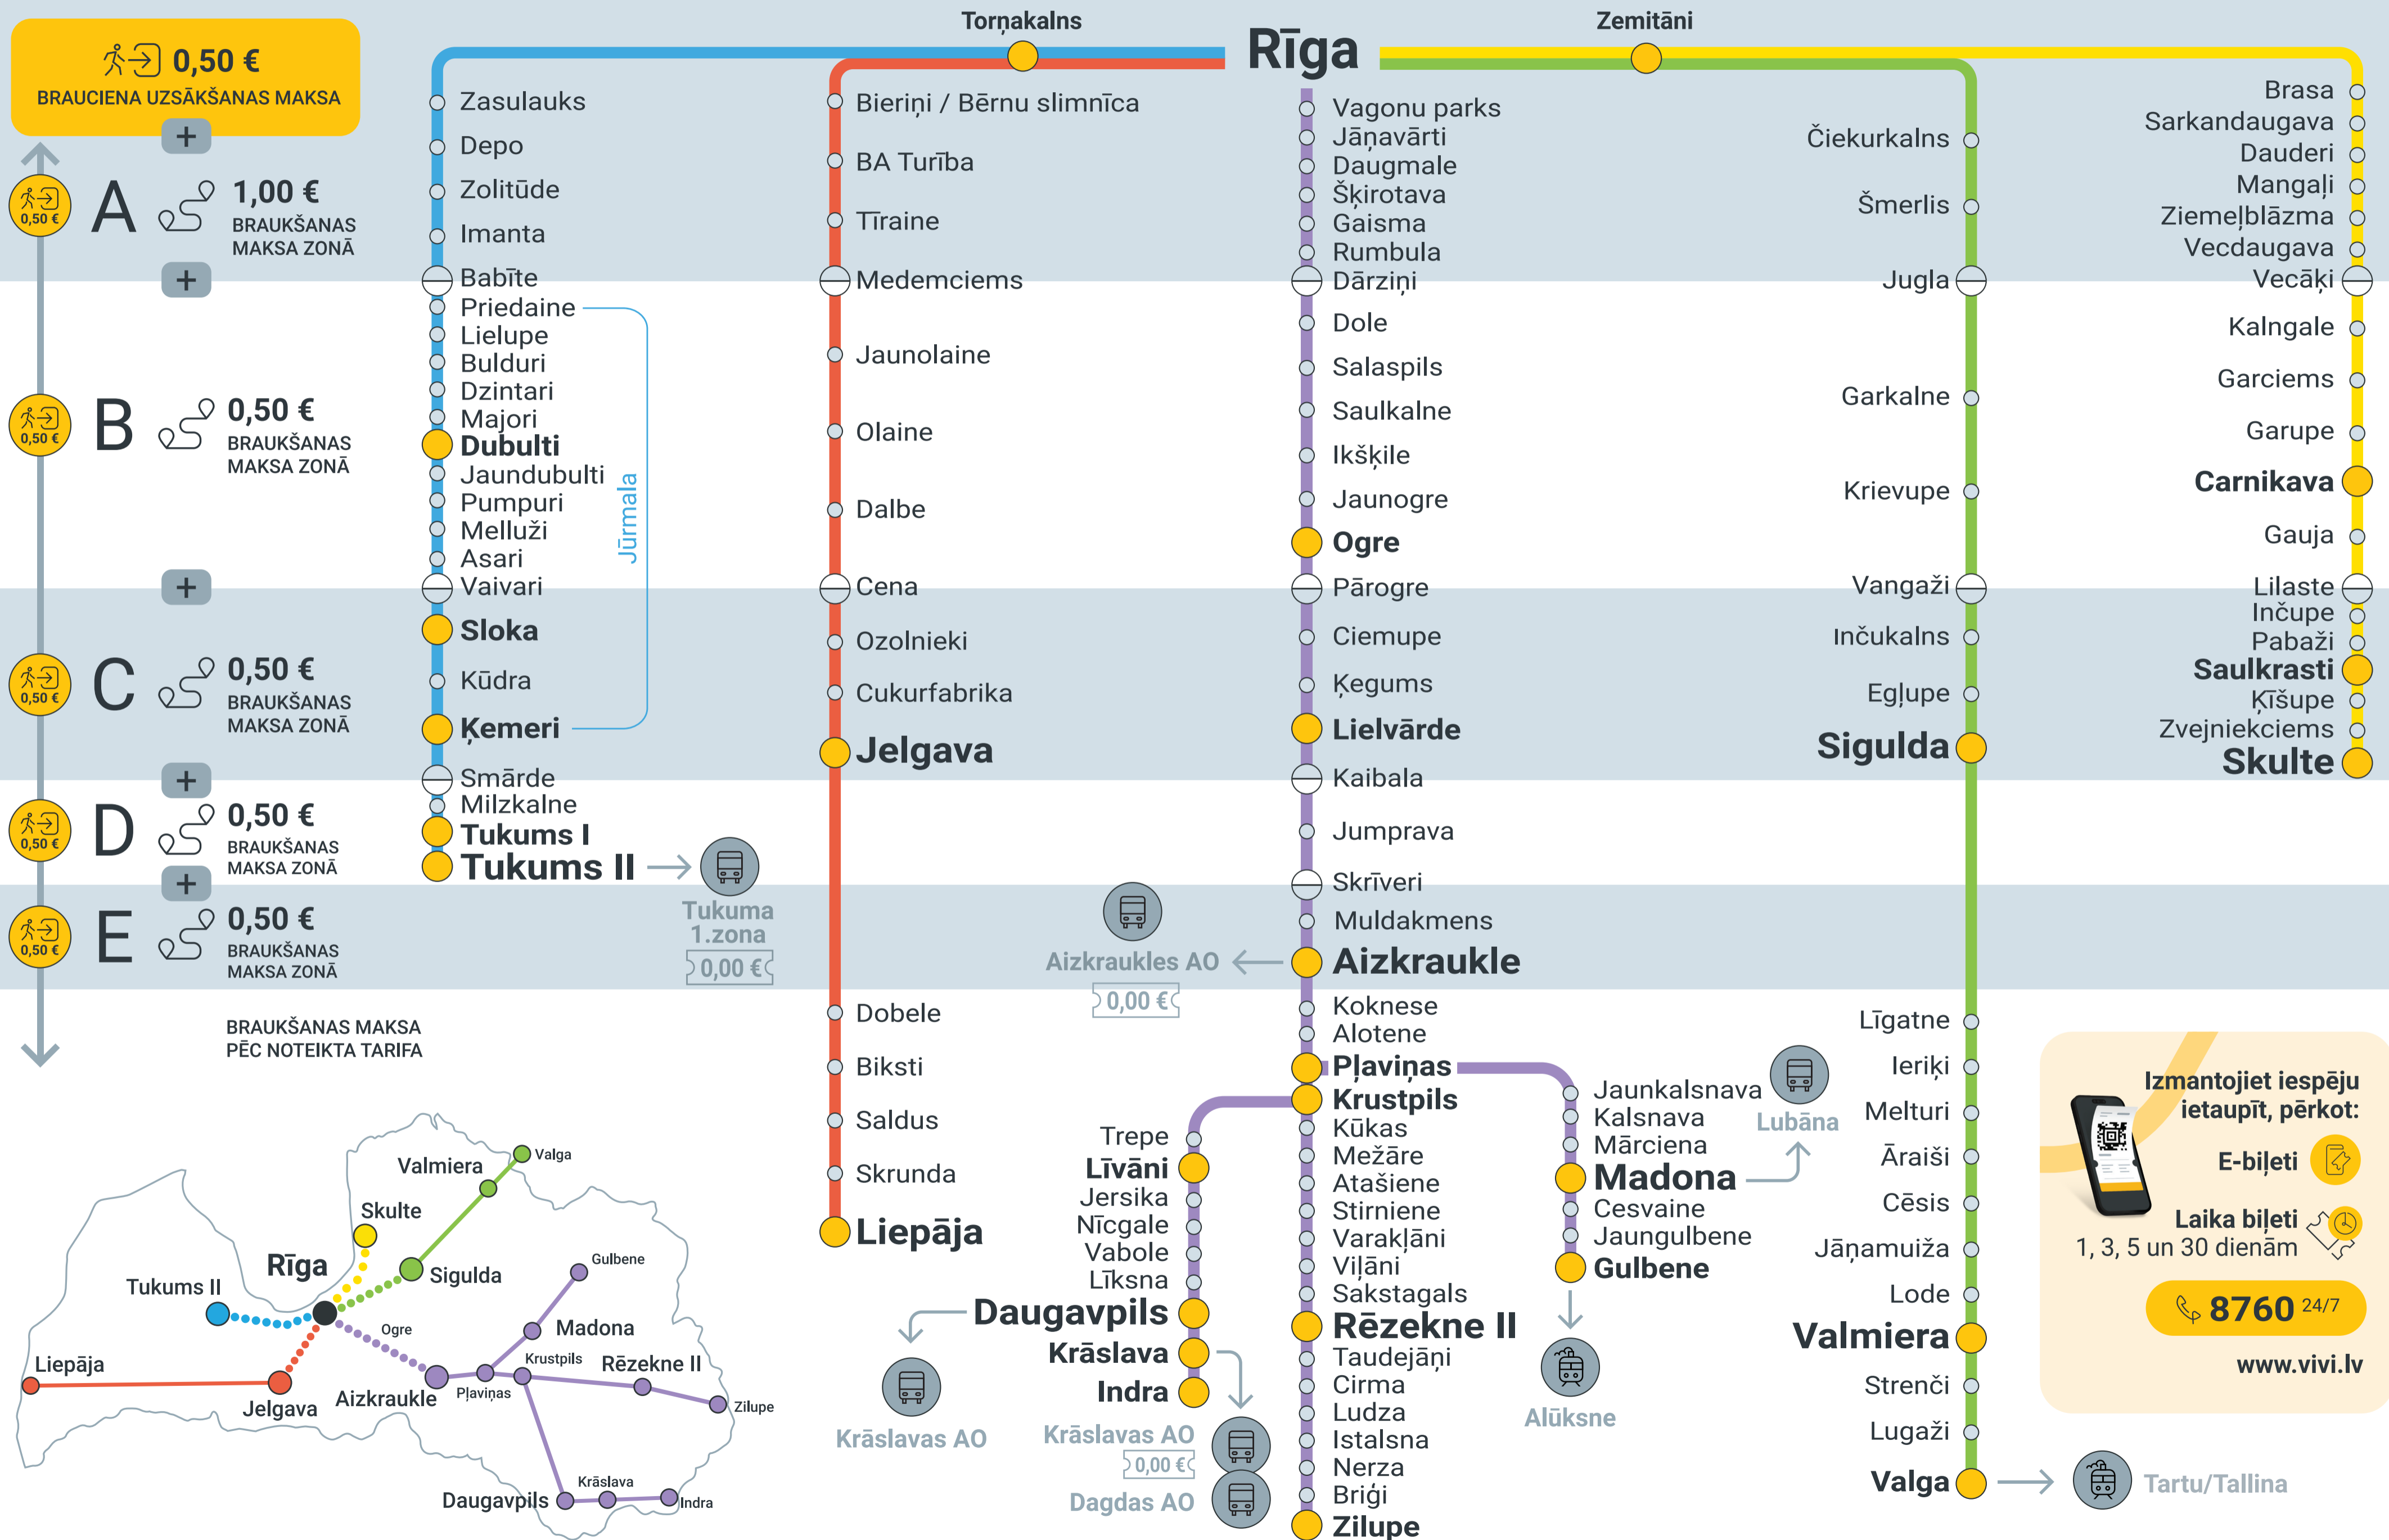 0,50 €
BRAUCIENA UZSĀKŠANAS MAKSA
+
0,50 €
A
1,00 €
BRAUKŠANAS
MAKSA ZONĀ
+
0,50 €
B
0,50 €
BRAUKŠANAS
MAKSA ZONĀ
+
0,50 €
C
0,50 €
BRAUKŠANAS
MAKSA ZONĀ
+
0,50 €
D
0,50 €
BRAUKŠANAS
MAKSA ZONĀ
+
0,50 €
E
0,50 €
BRAUKŠANAS
MAKSA ZONĀ
BRAUKŠANAS MAKSA
PĒC NOTEIKTA TARIFA
Torņakalns
Rīga
Zemitāni
Zasulauks
Depo
Zolitūde
Imanta
Babīte
Priedaine
Lielupe
Bulduri
Dzintari
Majori
Dubulti
Jaundubulti
Pumpuri
Melluži
Asari
Vaivari
Sloka
Kūdra
Ķemeri
Jūrmala
Smārde
Milzkalne
Tukums I
Tukums II
Tukuma
1.zona
0,00 €
Bieriņi / Bērnu slimnīca
BA Turība
Tīraine
Medemciems
Jaunolaine
Olaine
Dalbe
Cena
Ozolnieki
Cukurfabrika
Jelgava
Dobele
Biksti
Saldus
Skrunda
Liepāja
Vagonu parks
Jāņavārti
Daugmale
Šķirotava
Gaisma
Rumbula
Dārziņi
Dole
Salaspils
Saulkalne
Ikšķile
Jaunogre
Ogre
Pārogre
Ciemupe
Ķegums
Lielvārde
Kaibala
Jumprava
Skrīveri
Muldakmens
Aizkraukle
Aizkraukles AO
0,00 €
Koknese
Alotene
Pļaviņas
Krustpils
Kūkas
Mežāre
Atašiene
Stirniene
Varakļāni
Viļāni
Sakstagals
Rēzekne II
Taudejāņi
Cirma
Ludza
Istalsna
Nerza
Briģi
Zilupe
Trepe
Līvāni
Jersika
Nīcgale
Vabole
Līksna
Daugavpils
Krāslava
Indra
Krāslavas AO
Krāslavas AO
0,00 €
Dagdas AO
Jaunkalsnava
Kalsnava
Mārciena
Madona
Cesvaine
Jaungulbene
Gulbene
Lubāna
Alūksne
Čiekurkalns
Šmerlis
Jugla
Garkalne
Krievupe
Vangaži
Inčukalns
Egļupe
Sigulda
Līgatne
Ieriķi
Melturi
Āraiši
Cēsis
Jāņamuiža
Lode
Valmiera
Strenči
Lugaži
Valga
Tartu/Tallina
Brasa
Sarkandaugava
Dauderi
Mangaļi
Ziemeļblāzma
Vecdaugava
Vecāķi
Kalngale
Garciems
Garupe
Carnikava
Gauja
Lilaste
Inčupe
Pabaži
Saulkrasti
Ķīšupe
Zvejniekciems
Skulte
Izmantojiet iespēju
ietaupīt, pērkot:
E-biļeti
Laika biļeti
1, 3, 5 un 30 dienām
8760 24/7
www.vivi.lv
Valga
Valmiera
Skulte
Rīga
Sigulda
Tukums II
Gulbene
Ogre
Madona
Liepāja
Krustpils
Rēzekne II
Jelgava
Aizkraukle
Pļaviņas
Zilupe
Krāslava
Daugavpils
Indra